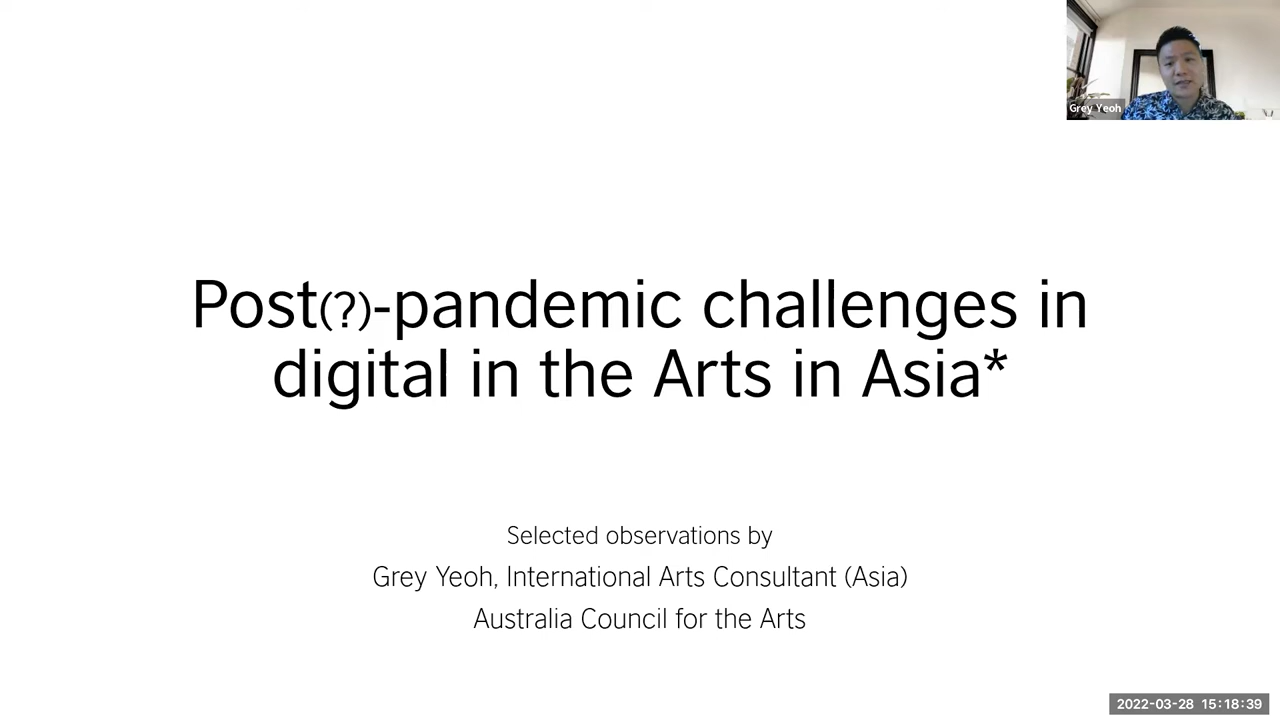 Grey Yeoh
Post(?)-pandemic challenges in
digital in the Arts in Asia*
Selected observations by
Grey Yeoh, International Arts Consultant (Asia)
Australia Council for the Arts
2022-03-28 15:18:39